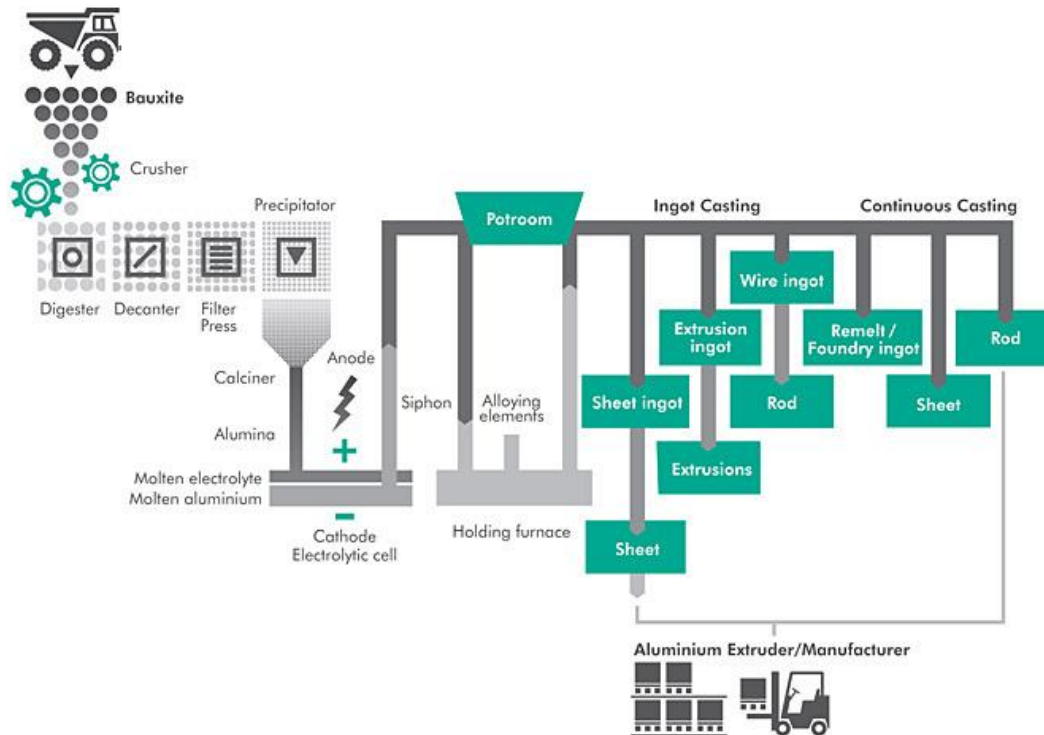 Bauxite
Crusher
Precipitator
Digester
Decanter
Filter
Press
Calciner
Alumina
Anode
+
Molten electrolyte
Molten aluminium
-
Cathode
Electrolytic cell
Siphon
Potroom
Alloying
elements
Holding furnace
Ingot Casting
Continuous Casting
Wire ingot
Extrusion
ingot
Remelt /
Foundry ingot
Rod
Sheet ingot
Rod
Sheet
Extrusions
Sheet
Aluminium Extruder/Manufacturer